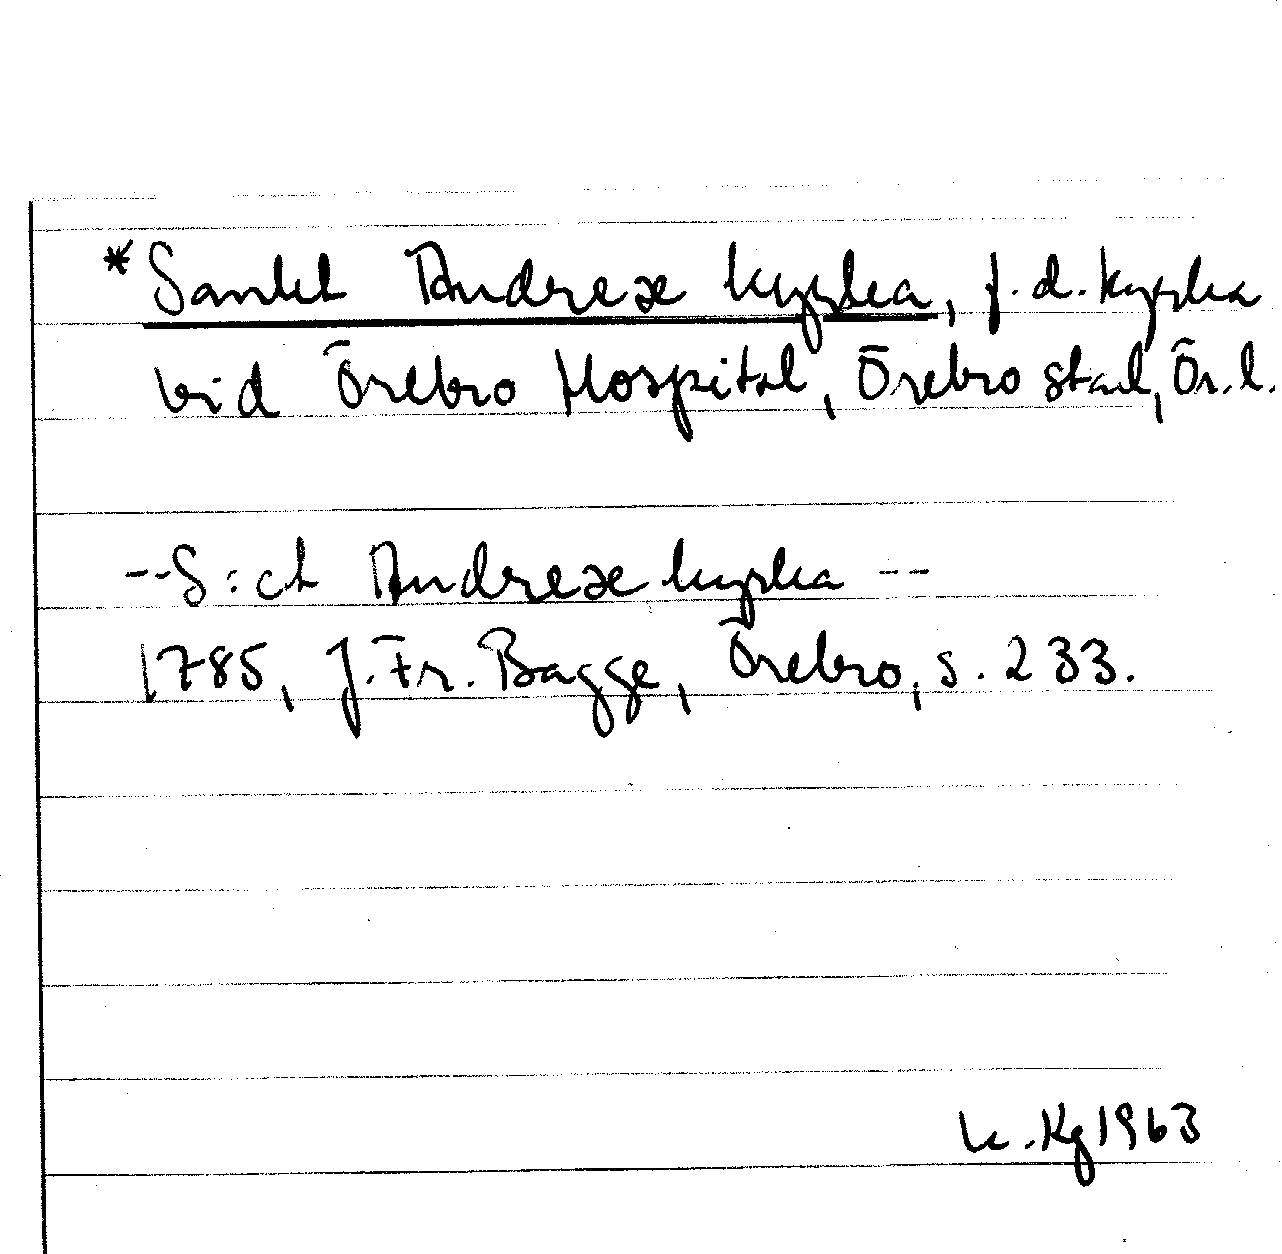 * Sankt Andreæ kyrka, f.d. kyrka
vid Örebro Hospital, Örebro stad, Ör. l.
-- S:ct Andreæ kyrka --
1785, J. Fr. Bagge, Örebro, s. 233.
Kg 1963